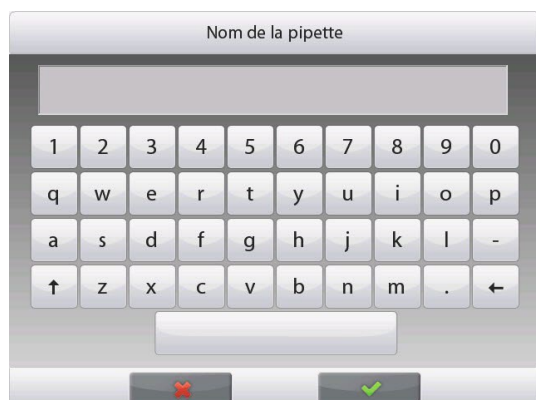 Nom de la pipette
1 2 3 4 5 6 7 8 9 0
q w e r t y u i o p
a s d f g h j k l -
↑ z x c v b n m . ←